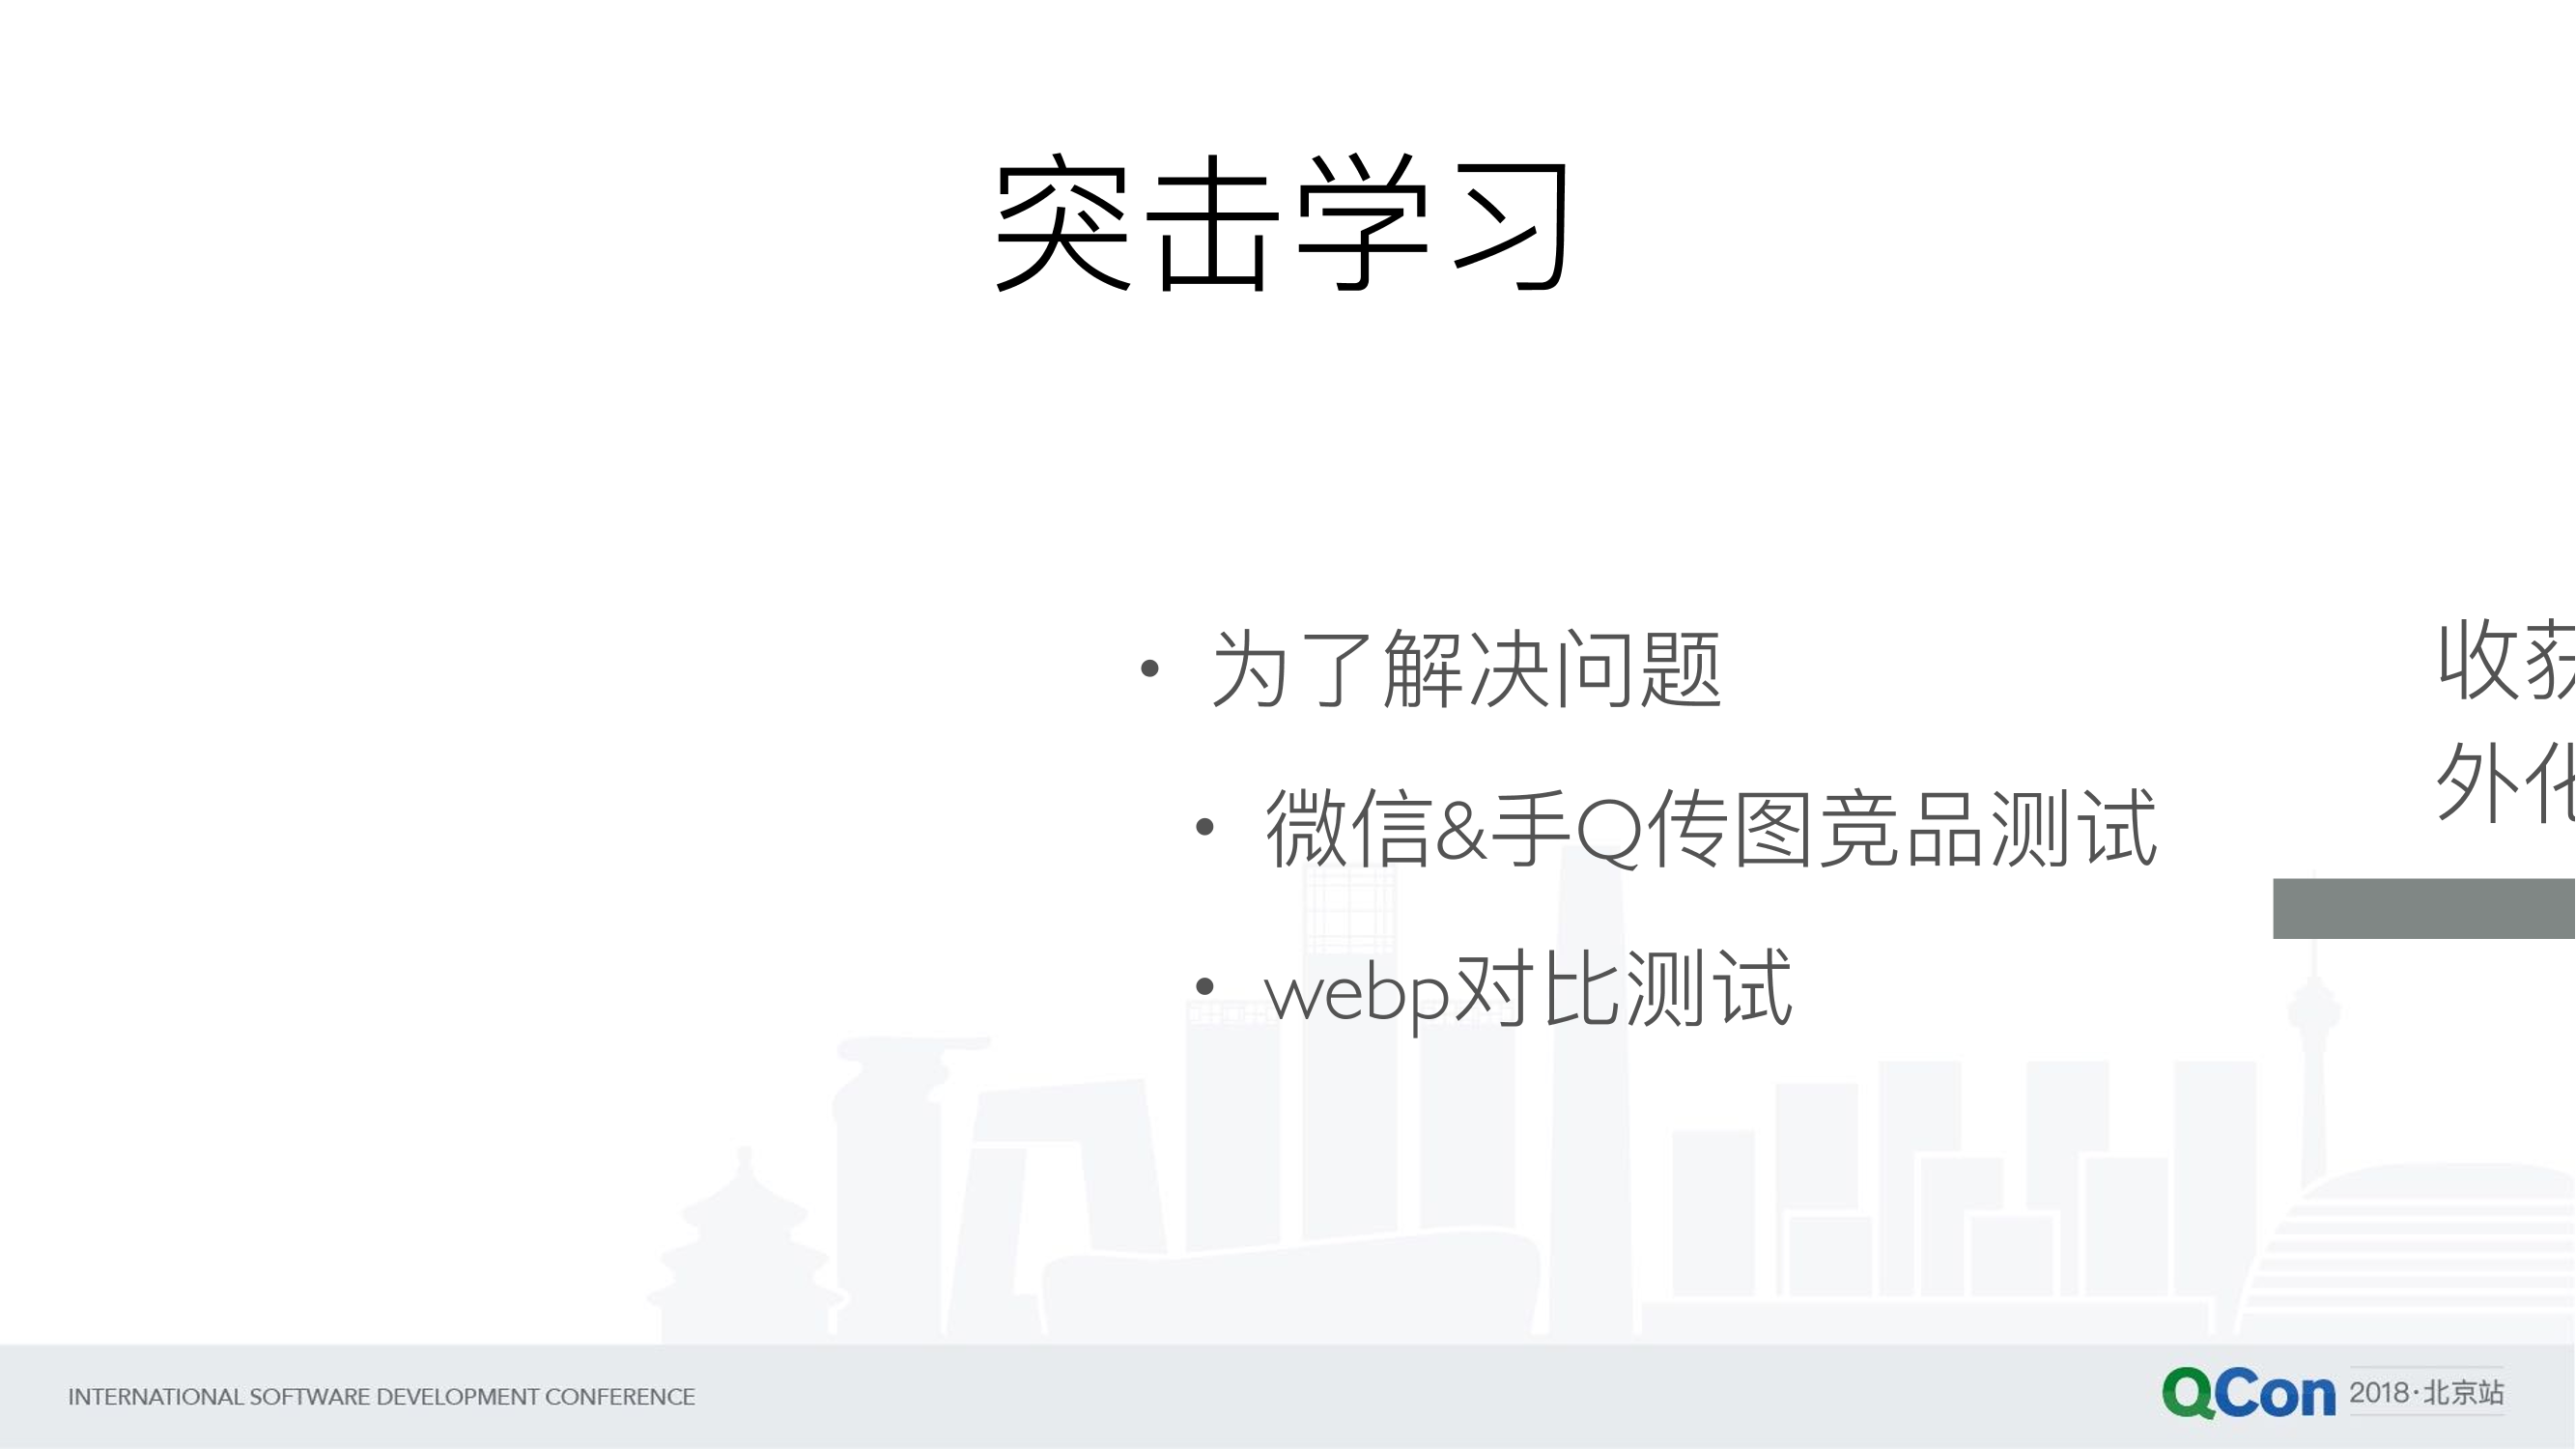 突击学习
• 为了解决问题
• 微信&手Q传图竞品测试
• webp对比测试
收
外
INTERNATIONAL SOFTWARE DEVELOPMENT CONFERENCE
QCon 2018·北京站